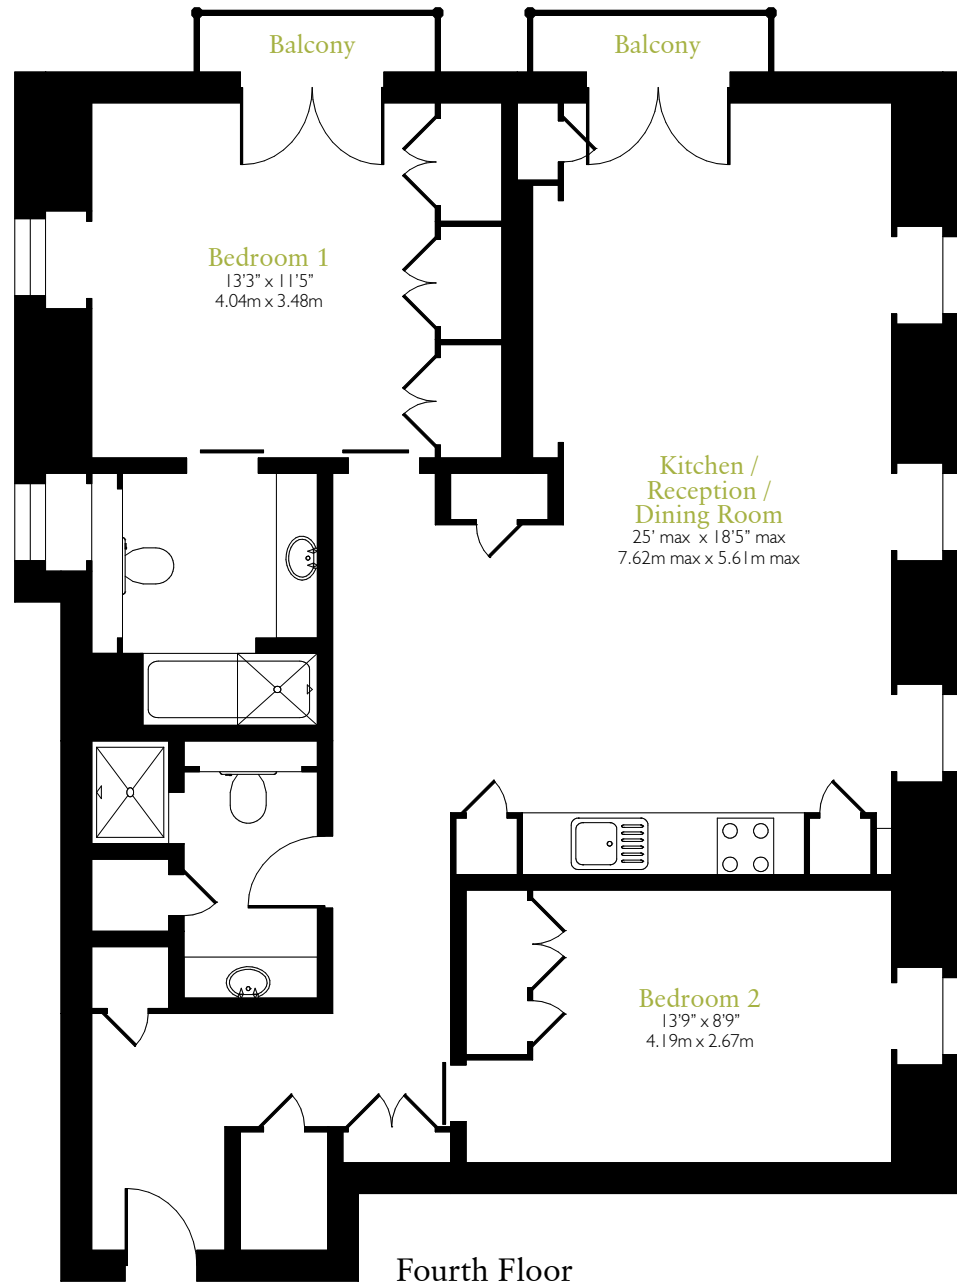 Balcony
Balcony
Bedroom 1
13’3” x 11’5”
4.04m x 3.48m
Kitchen /
Reception /
Dining Room
25’ max x 18’5” max
7.62m max x 5.61m max
Bedroom 2
13’9” x 8’9”
4.19m x 2.67m
Fourth Floor